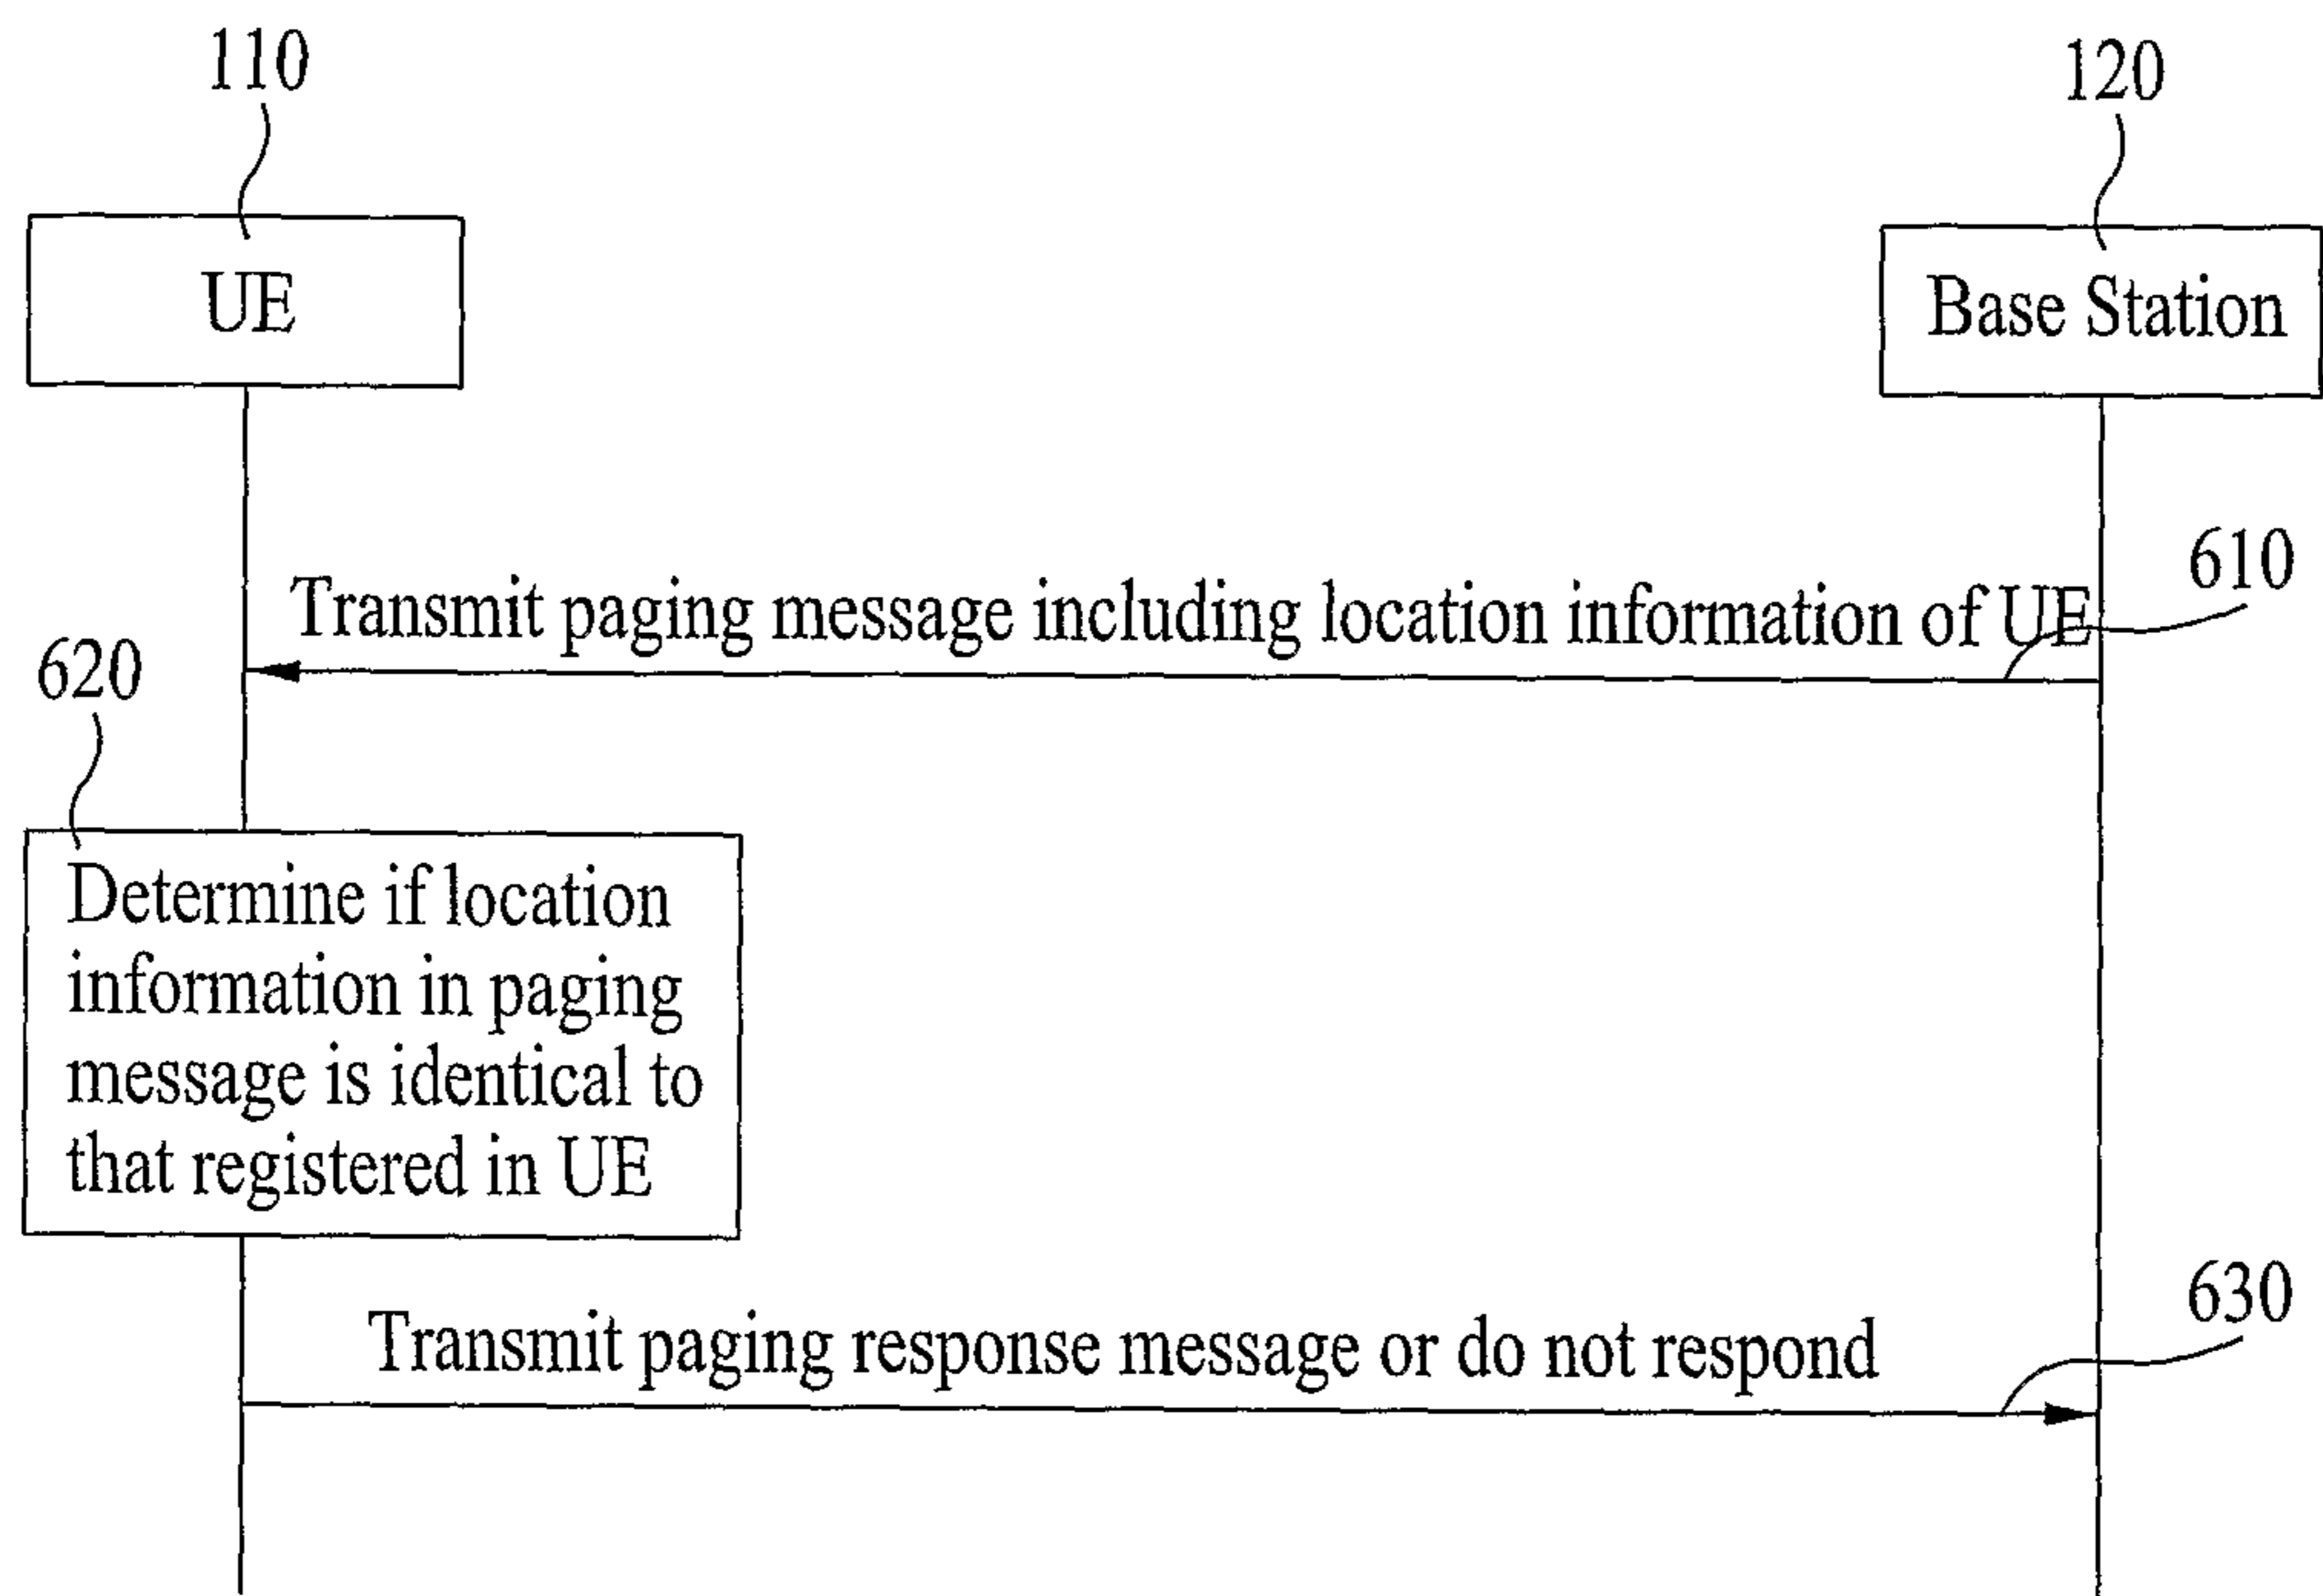 110
120
UE
Base Station
610
Transmit paging message including location information of UE
620
Determine if location
information in paging
message is identical to
that registered in UE
630
Transmit paging response message or do not respond